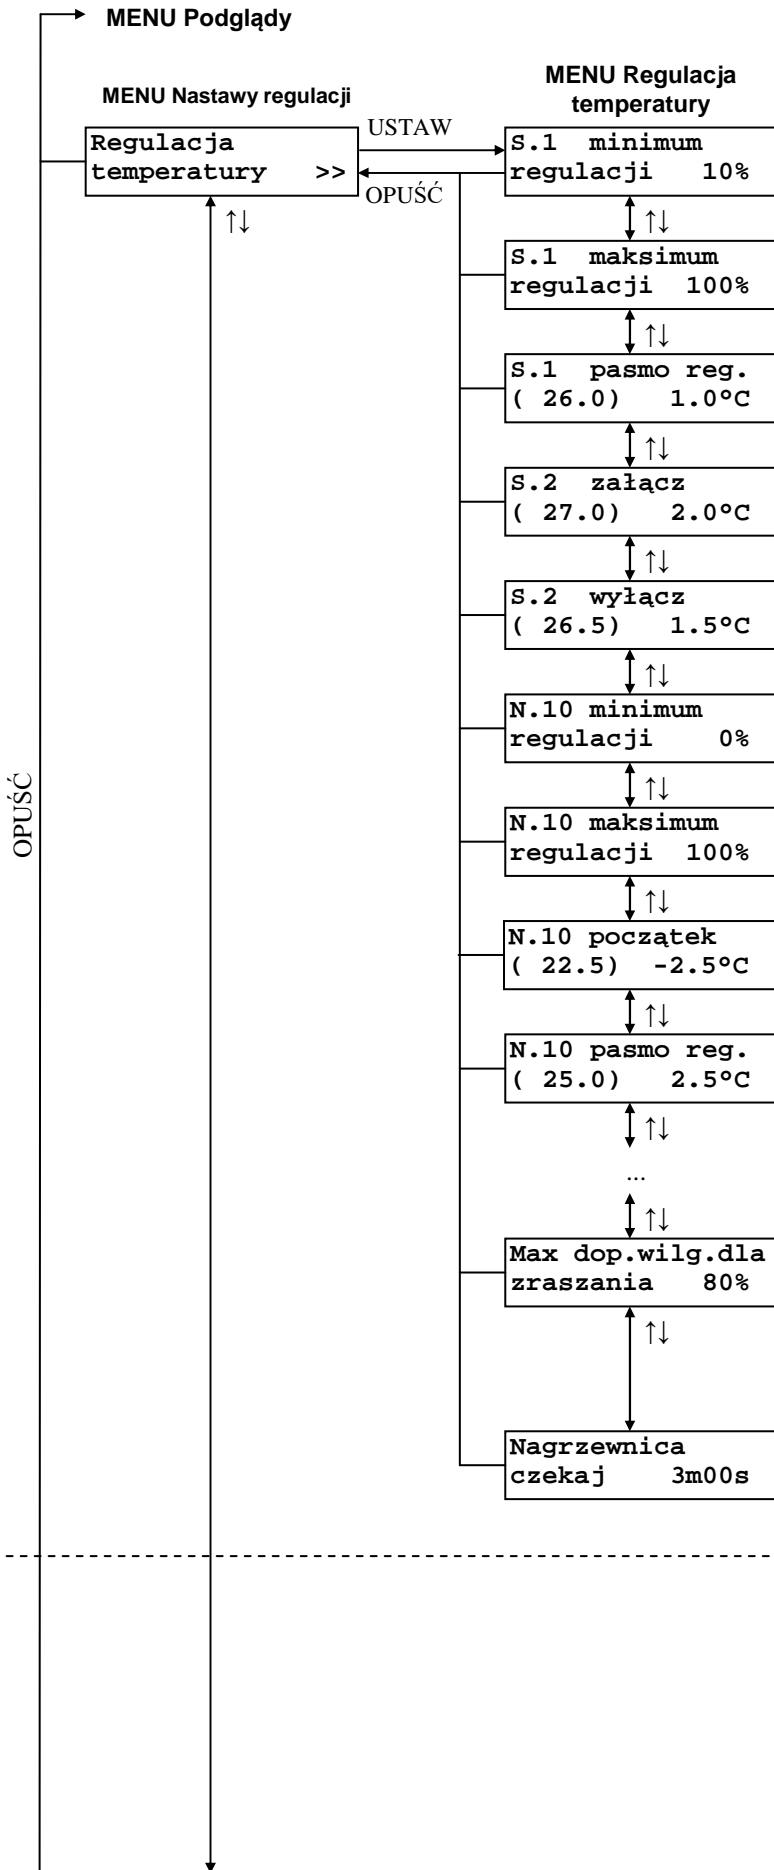 MENU Podglądy
MENU Nastawy regulacji
MENU Regulacja
temperatury
Regulacja
temperatury >>
USTAW
OPUŚĆ
↑↓
S.1 minimum
regulacji 10%
↑↓
S.1 maksimum
regulacji 100%
↑↓
S.1 pasmo reg.
( 26.0) 1.0°C
↑↓
S.2 załącz
( 27.0) 2.0°C
↑↓
S.2 wyłącz
( 26.5) 1.5°C
↑↓
N.10 minimum
regulacji 0%
↑↓
N.10 maksimum
regulacji 100%
↑↓
N.10 początek
( 22.5) -2.5°C
↑↓
N.10 pasmo reg.
( 25.0) 2.5°C
↑↓
...
↑↓
Max dop.wilg.dla
zraszania 80%
↑↓
Nagrzewnica
czekaj 3m00s
OPUŚĆ